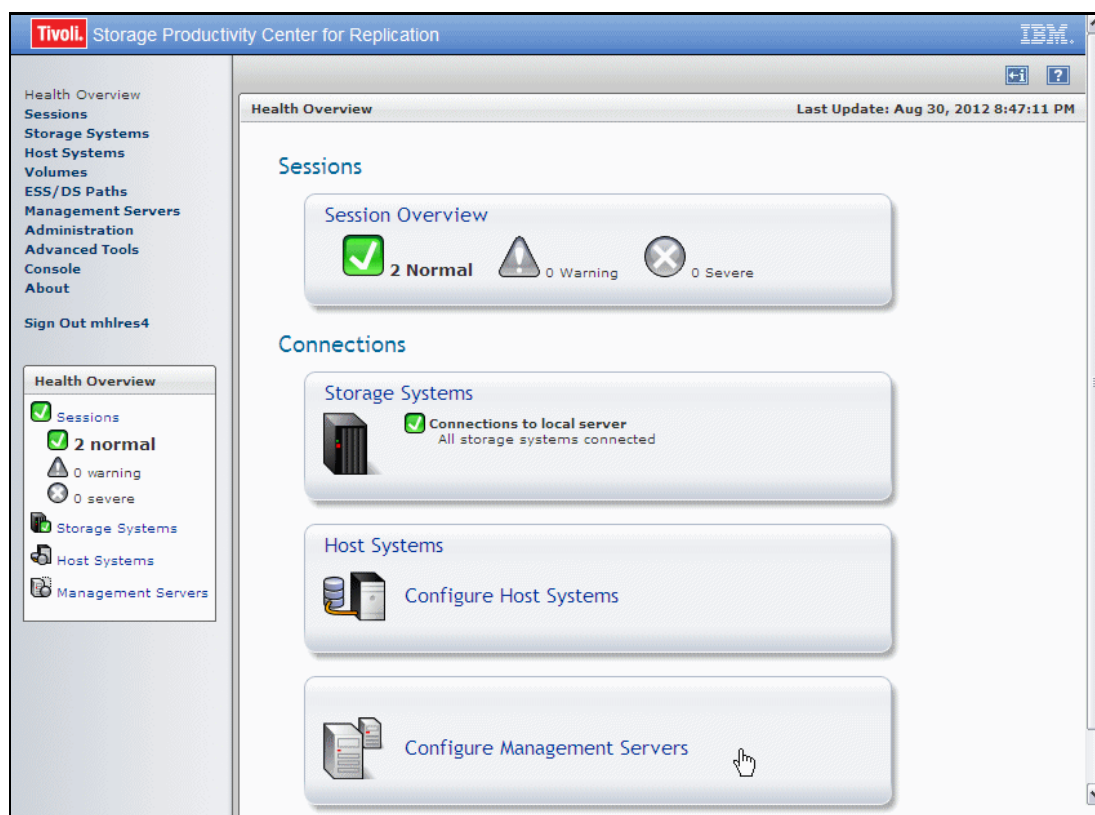 Tivoli. Storage Productivity Center for Replication IBM.
Health Overview
Sessions
Storage Systems
Host Systems
Volumes
ESS/DS Paths
Management Servers
Administration
Advanced Tools
Console
About
Sign Out mhlres4
Health Overview
Sessions
2 normal
0 warning
0 severe
Storage Systems
Host Systems
Management Servers
i ?
Health Overview Last Update: Aug 30, 2012 8:47:11 PM
Sessions
Session Overview
2 Normal 0 Warning 0 Severe
Connections
Storage Systems
Connections to local server
All storage systems connected
Host Systems
Configure Host Systems
Configure Management Servers